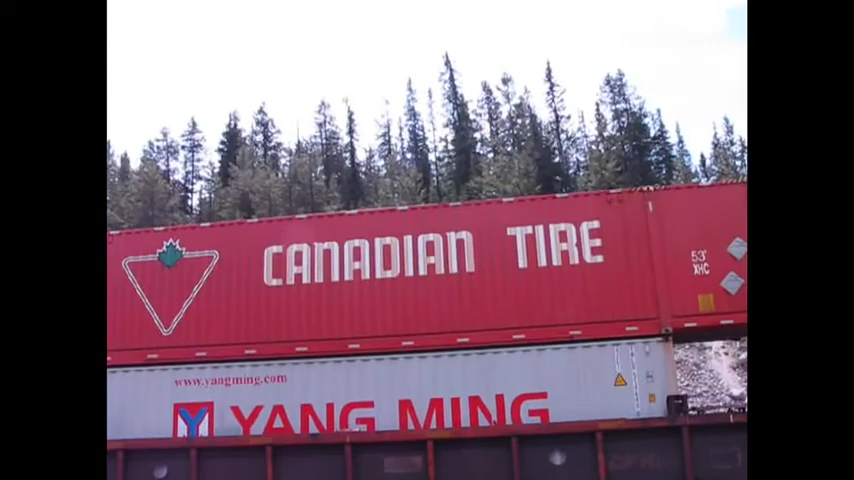 CANADIAN TIRE
53'
XHC
www.yangming.com
YANG MING